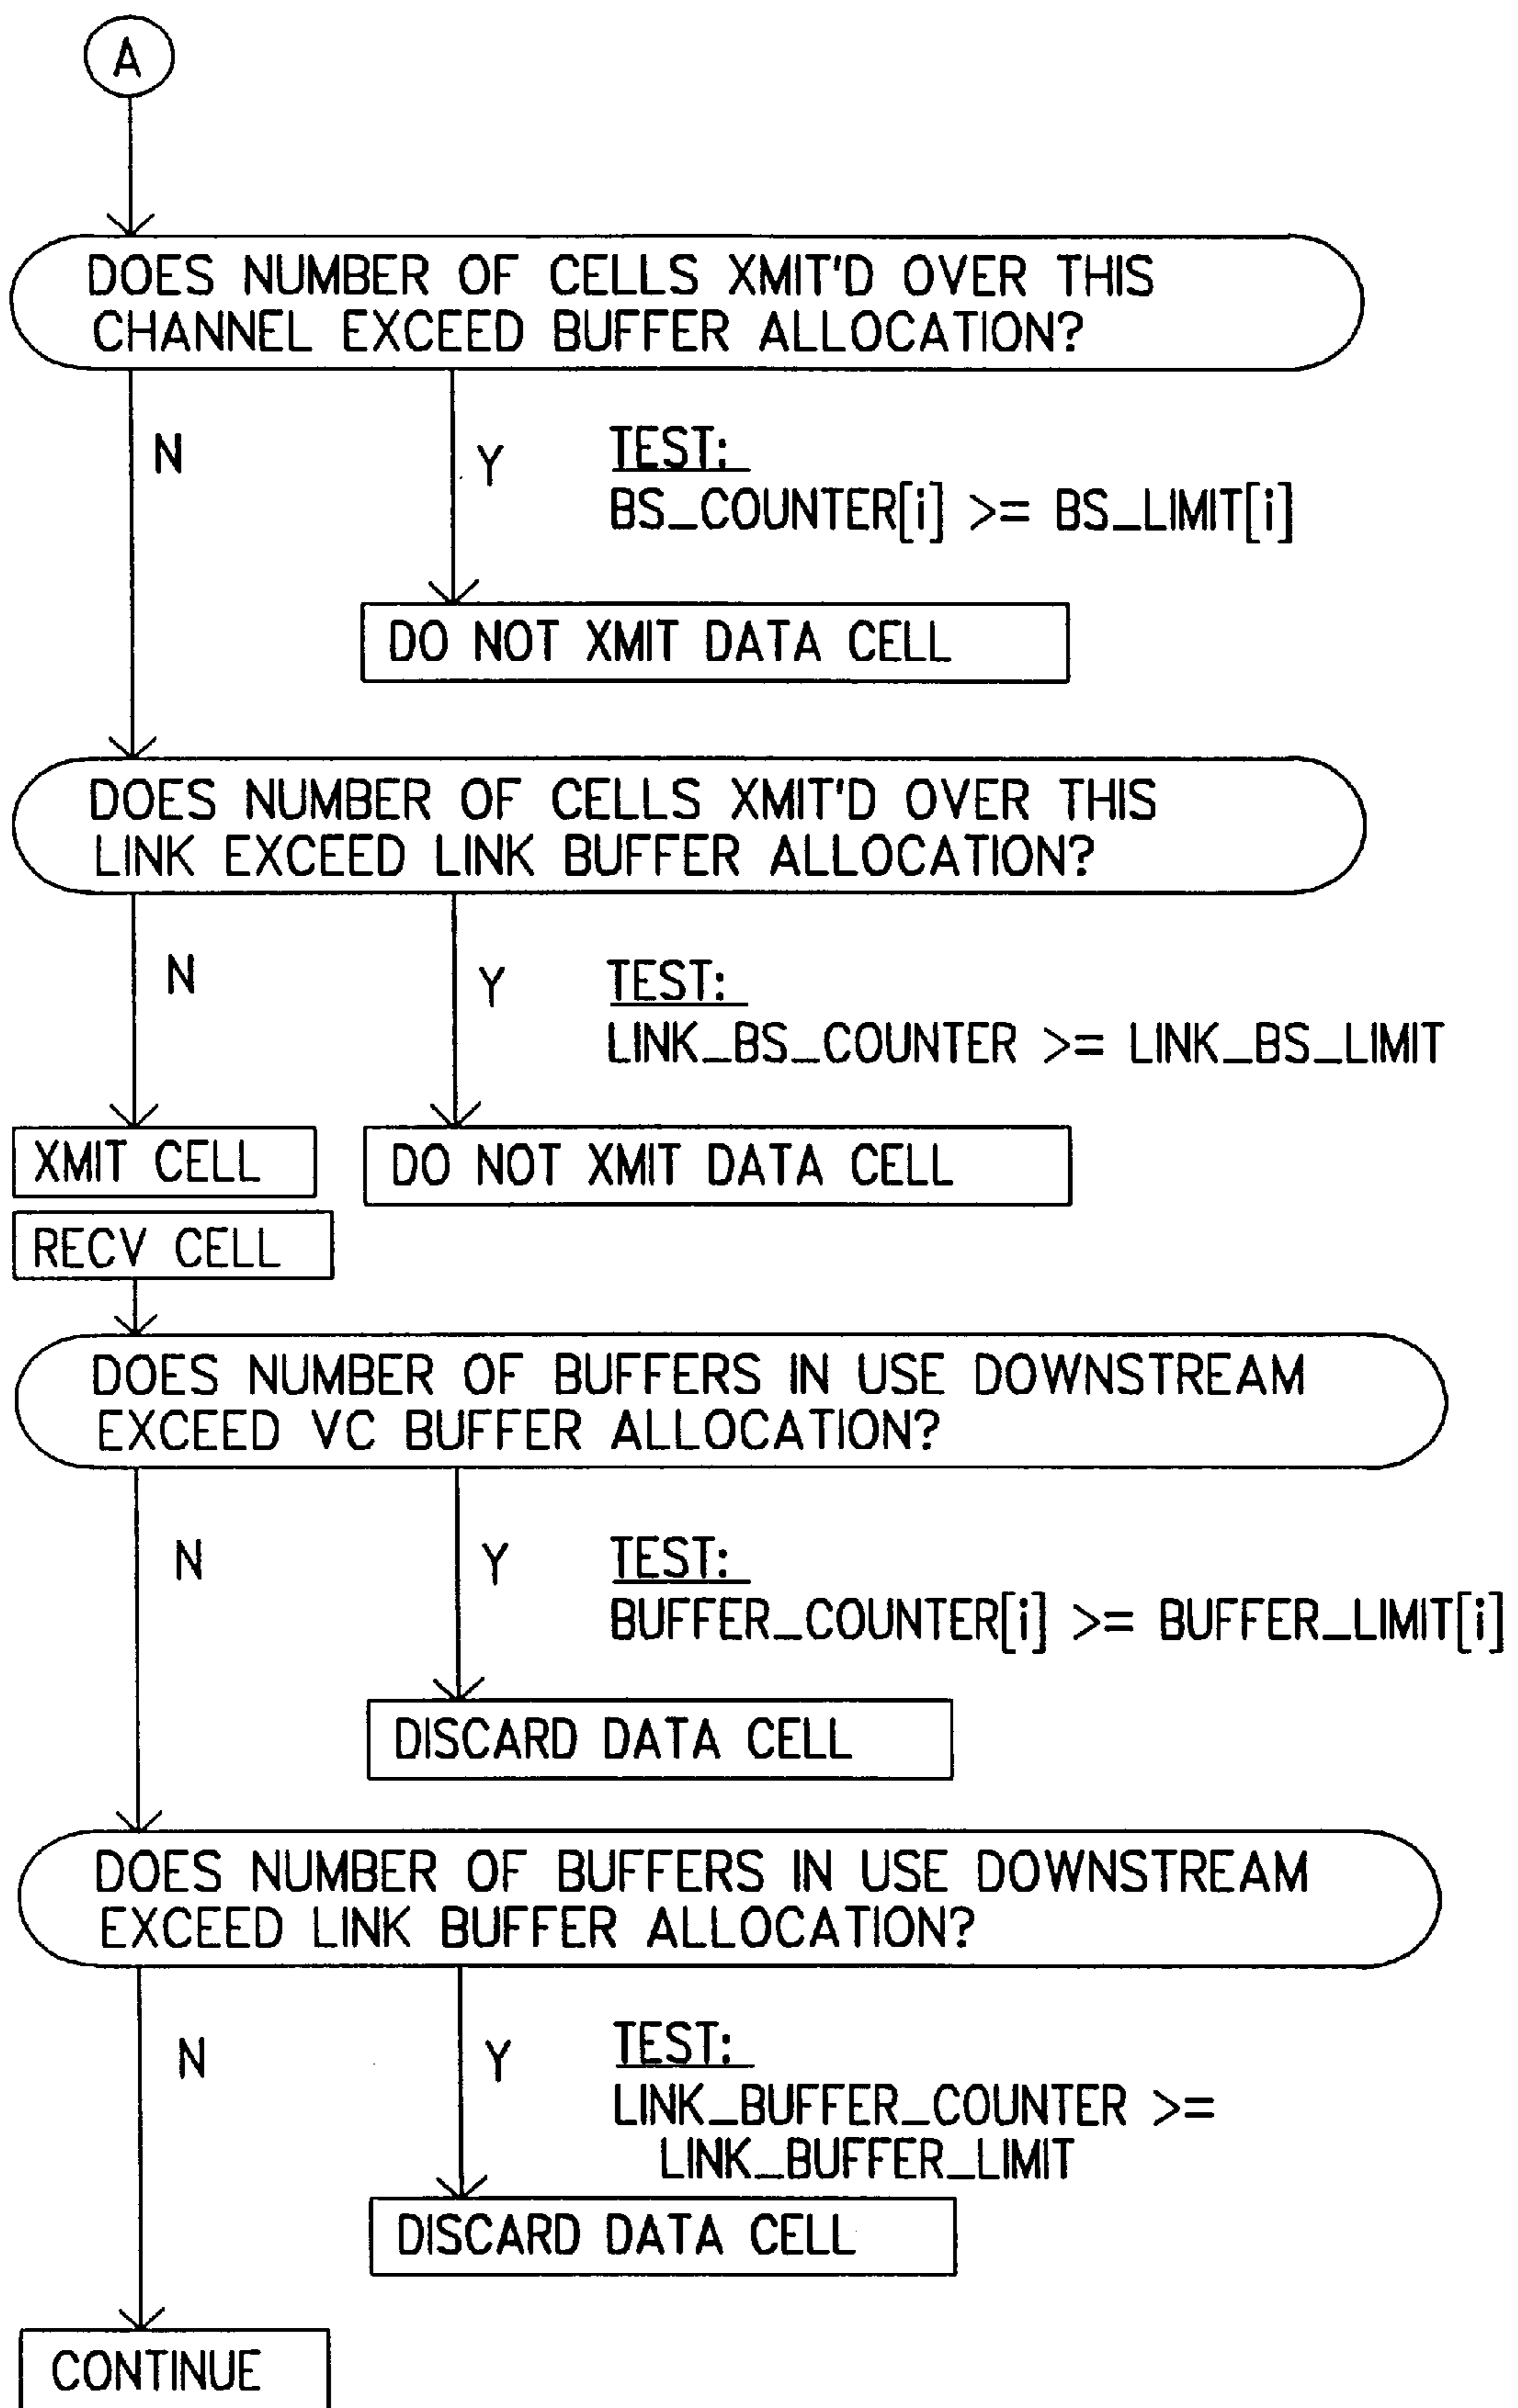 A
DOES NUMBER OF CELLS XMIT'D OVER THIS
CHANNEL EXCEED BUFFER ALLOCATION?
N
Y
TEST:
BS_COUNTER[i] >= BS_LIMIT[i]
DO NOT XMIT DATA CELL
DOES NUMBER OF CELLS XMIT'D OVER THIS
LINK EXCEED LINK BUFFER ALLOCATION?
N
Y
TEST:
LINK_BS_COUNTER >= LINK_BS_LIMIT
XMIT CELL
DO NOT XMIT DATA CELL
RECV CELL
DOES NUMBER OF BUFFERS IN USE DOWNSTREAM
EXCEED VC BUFFER ALLOCATION?
N
Y
TEST:
BUFFER_COUNTER[i] >= BUFFER_LIMIT[i]
DISCARD DATA CELL
DOES NUMBER OF BUFFERS IN USE DOWNSTREAM
EXCEED LINK BUFFER ALLOCATION?
N
Y
TEST:
LINK_BUFFER_COUNTER >=
LINK_BUFFER_LIMIT
DISCARD DATA CELL
CONTINUE